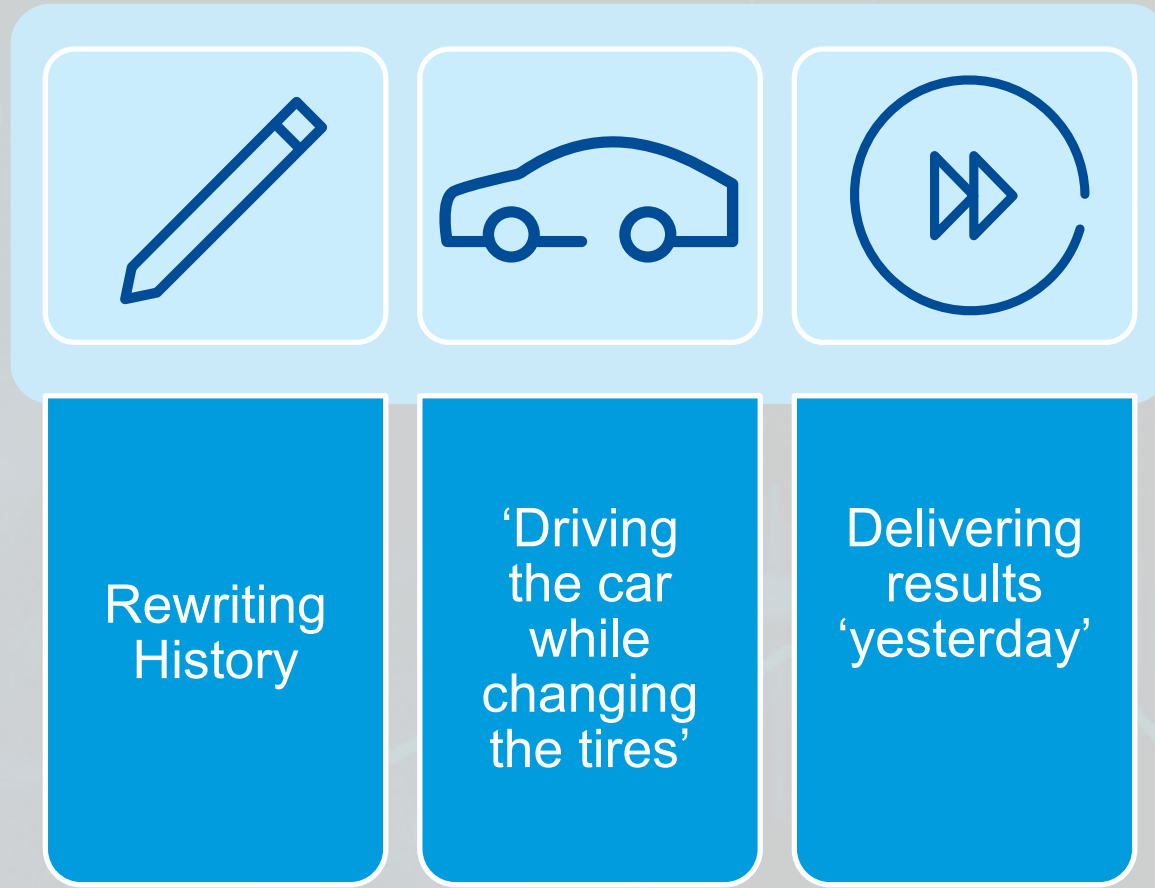 Rewriting
History
‘Driving
the car
while
changing
the tires’
Delivering
results
‘yesterday’